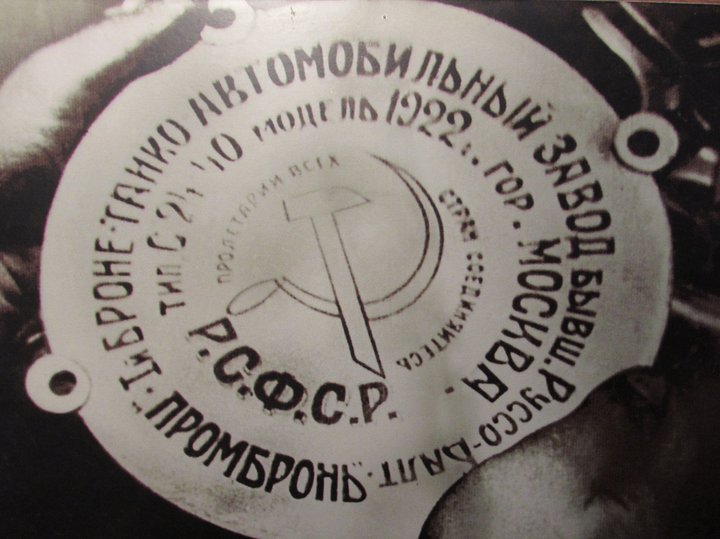 1Й БРОНЕ-ТАНКО АВТОМОБИЛЬНЫЙ ЗАВОД БЫВШ. РУССО-БАЛТ. "ПРОМБРОНЬ"
ТИП С 24/40 МОДЕЛЬ 1922 г. ГОР. МОСКВА
ПРОЛЕТАРИИ ВСЕХ СТРАН СОЕДИНЯЙТЕСЬ
Р.С.Ф.С.Р.